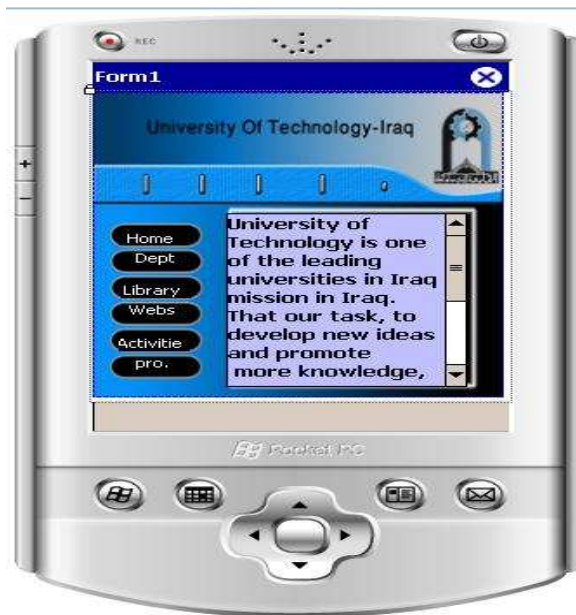 REC
Form1
University Of Technology-Iraq
Home
Dept
Library
Webs
Activitie
pro.
University of
Technology is one
of the leading
universities in Iraq
mission in Iraq.
That our task, to
develop new ideas
and promote
more knowledge,
+
−
Pocket PC